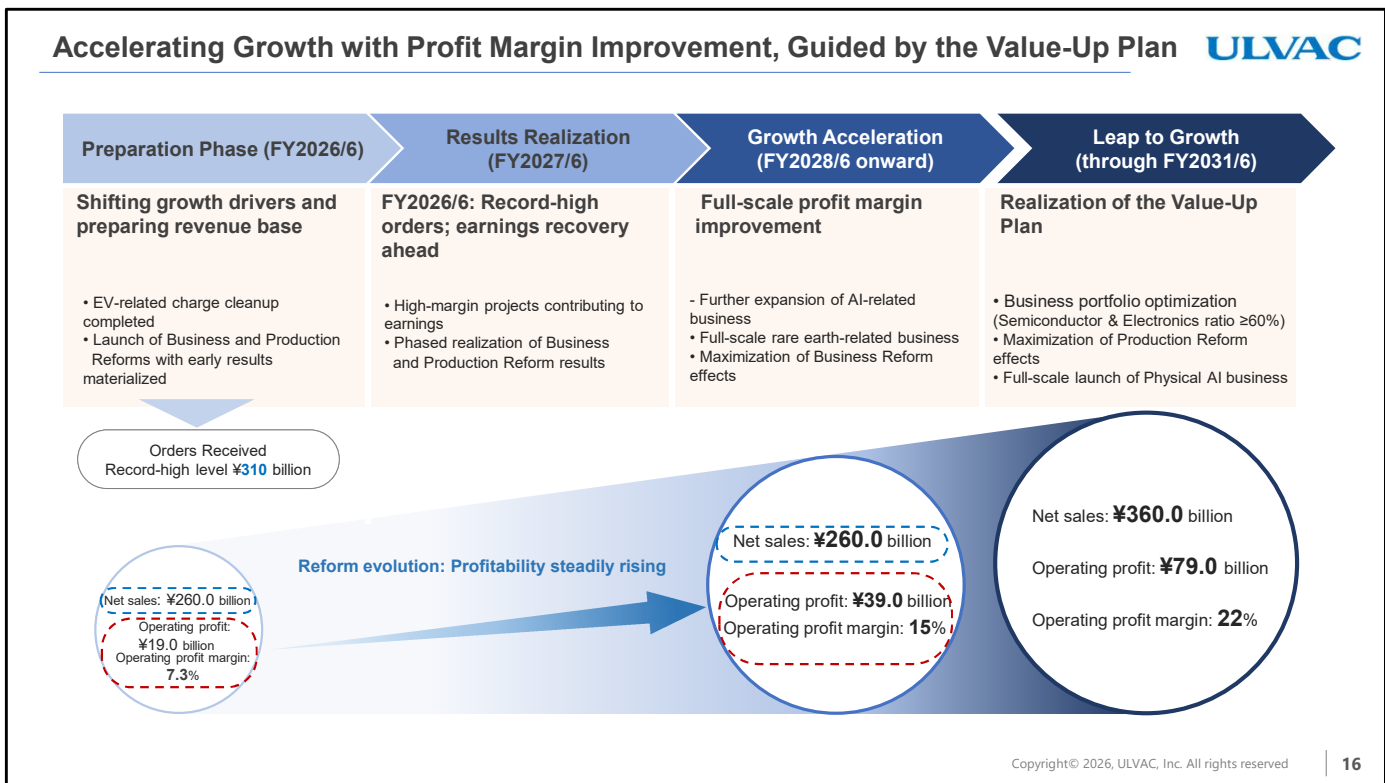 Accelerating Growth with Profit Margin Improvement, Guided by the Value-Up Plan
ULVAC
Preparation Phase (FY2026/6)
Results Realization
(FY2027/6)
Growth Acceleration
(FY2028/6 onward)
Leap to Growth
(through FY2031/6)
Shifting growth drivers and
preparing revenue base
• EV-related charge cleanup
completed
• Launch of Business and Production
Reforms with early results
materialized
FY2026/6: Record-high
orders; earnings recovery
ahead
• High-margin projects contributing to
earnings
• Phased realization of Business
and Production Reform results
Full-scale profit margin
improvement
- Further expansion of AI-related
business
• Full-scale rare earth-related business
• Maximization of Business Reform
effects
Realization of the Value-Up
Plan
• Business portfolio optimization
(Semiconductor & Electronics ratio ≥60%)
• Maximization of Production Reform
effects
• Full-scale launch of Physical AI business
Orders Received
Record-high level ¥310 billion
Net sales: ¥260.0 billion
Operating profit:
¥19.0 billion
Operating profit margin:
7.3%
Reform evolution: Profitability steadily rising
Net sales: ¥260.0 billion
Operating profit: ¥39.0 billion
Operating profit margin: 15%
Net sales: ¥360.0 billion
Operating profit: ¥79.0 billion
Operating profit margin: 22%
Copyright© 2026, ULVAC, Inc. All rights reserved
16